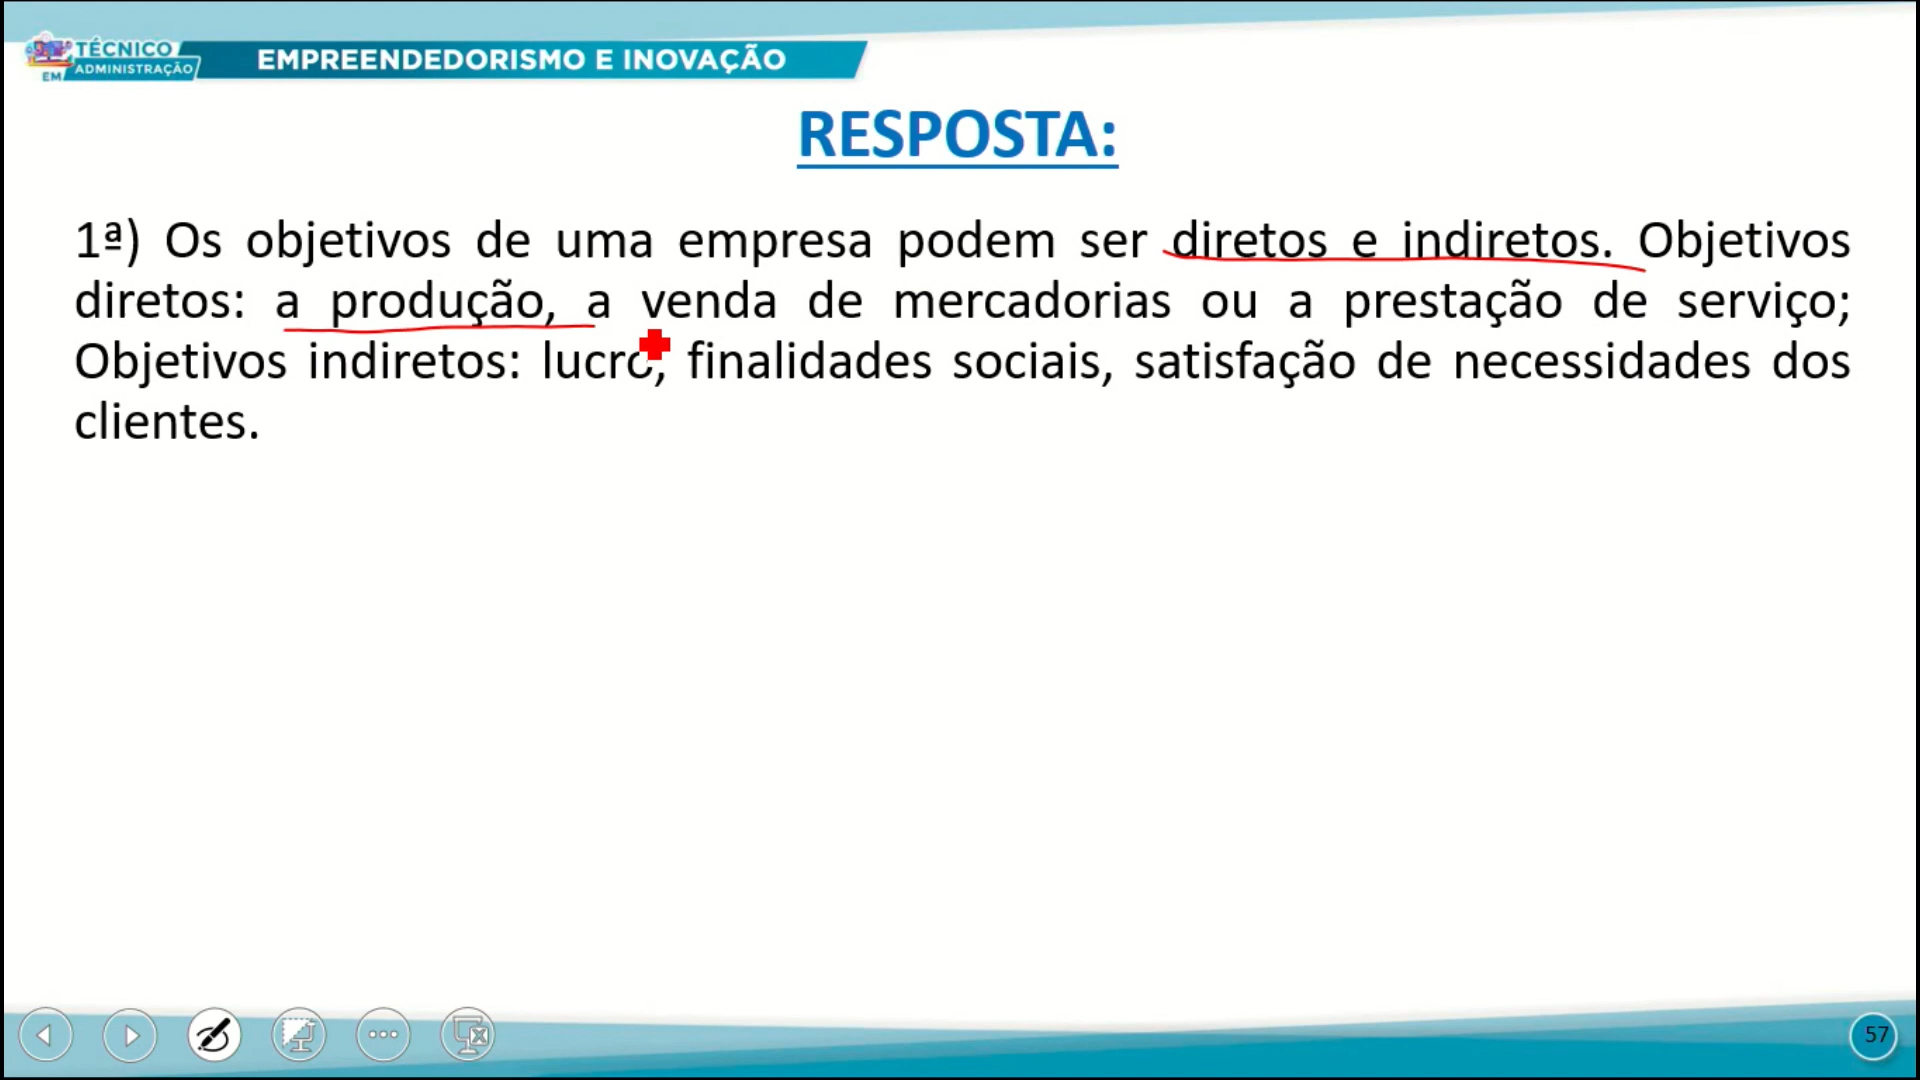 TÉCNICO
EM ADMINISTRAÇÃO
EMPREENDEDORISMO E INOVAÇÃO
RESPOSTA:
1ª) Os objetivos de uma empresa podem ser diretos e indiretos. Objetivos
diretos: a produção, a venda de mercadorias ou a prestação de serviço;
Objetivos indiretos: lucro, finalidades sociais, satisfação de necessidades dos
clientes.
57